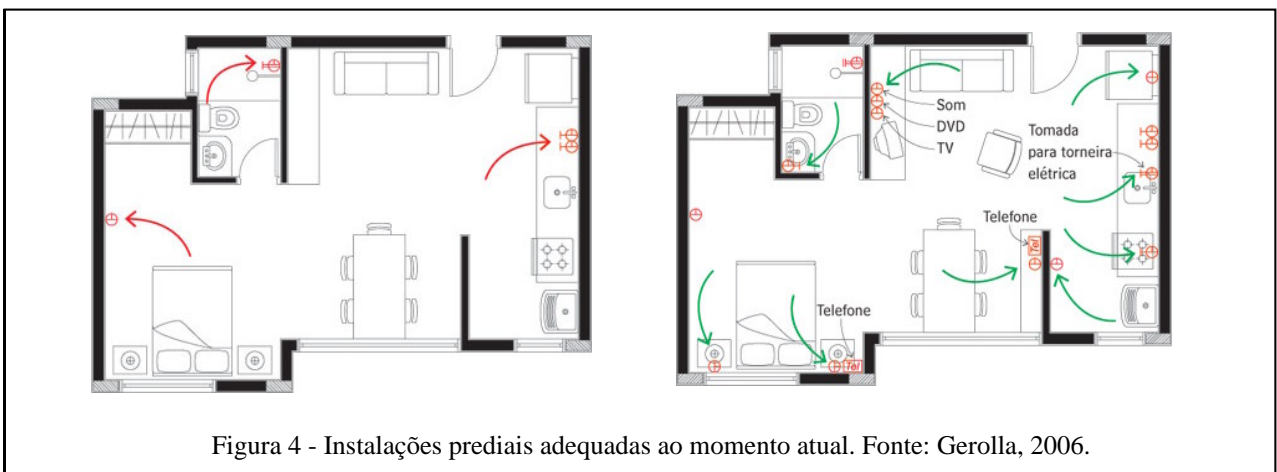 Som
DVD
TV
Tomada
para torneira
elétrica
Telefone
Tel
Telefone
Tel
Figura 4 - Instalações prediais adequadas ao momento atual. Fonte: Gerolla, 2006.